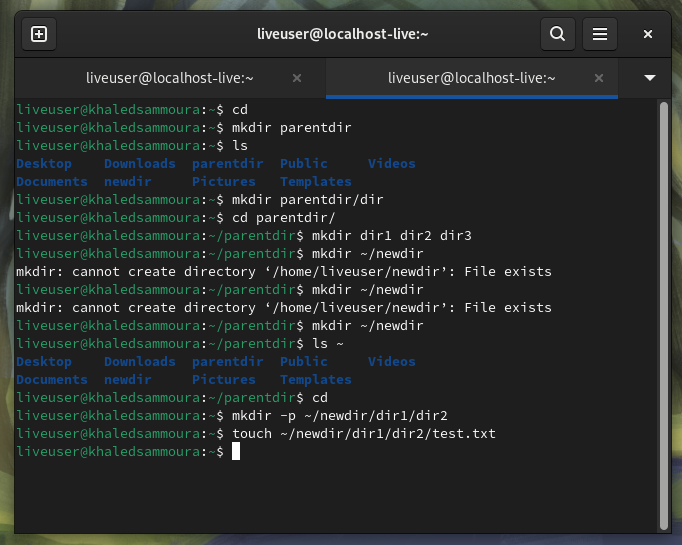 liveuser@localhost-live:~
liveuser@localhost-live:~ × liveuser@localhost-live:~ ×
liveuser@khaledsammoura:~$ cd
liveuser@khaledsammoura:~$ mkdir parentdir
liveuser@khaledsammoura:~$ ls
Desktop    Downloads  parentdir  Public     Videos
Documents  newdir     Pictures   Templates
liveuser@khaledsammoura:~$ mkdir parentdir/dir
liveuser@khaledsammoura:~$ cd parentdir/
liveuser@khaledsammoura:~/parentdir$ mkdir dir1 dir2 dir3
liveuser@khaledsammoura:~/parentdir$ mkdir ~/newdir
mkdir: cannot create directory ‘/home/liveuser/newdir’: File exists
liveuser@khaledsammoura:~/parentdir$ mkdir ~/newdir
mkdir: cannot create directory ‘/home/liveuser/newdir’: File exists
liveuser@khaledsammoura:~/parentdir$ mkdir ~/newdir
liveuser@khaledsammoura:~/parentdir$ ls ~
Desktop    Downloads  parentdir  Public     Videos
Documents  newdir     Pictures   Templates
liveuser@khaledsammoura:~/parentdir$ cd
liveuser@khaledsammoura:~$ mkdir -p ~/newdir/dir1/dir2
liveuser@khaledsammoura:~$ touch ~/newdir/dir1/dir2/test.txt
liveuser@khaledsammoura:~$